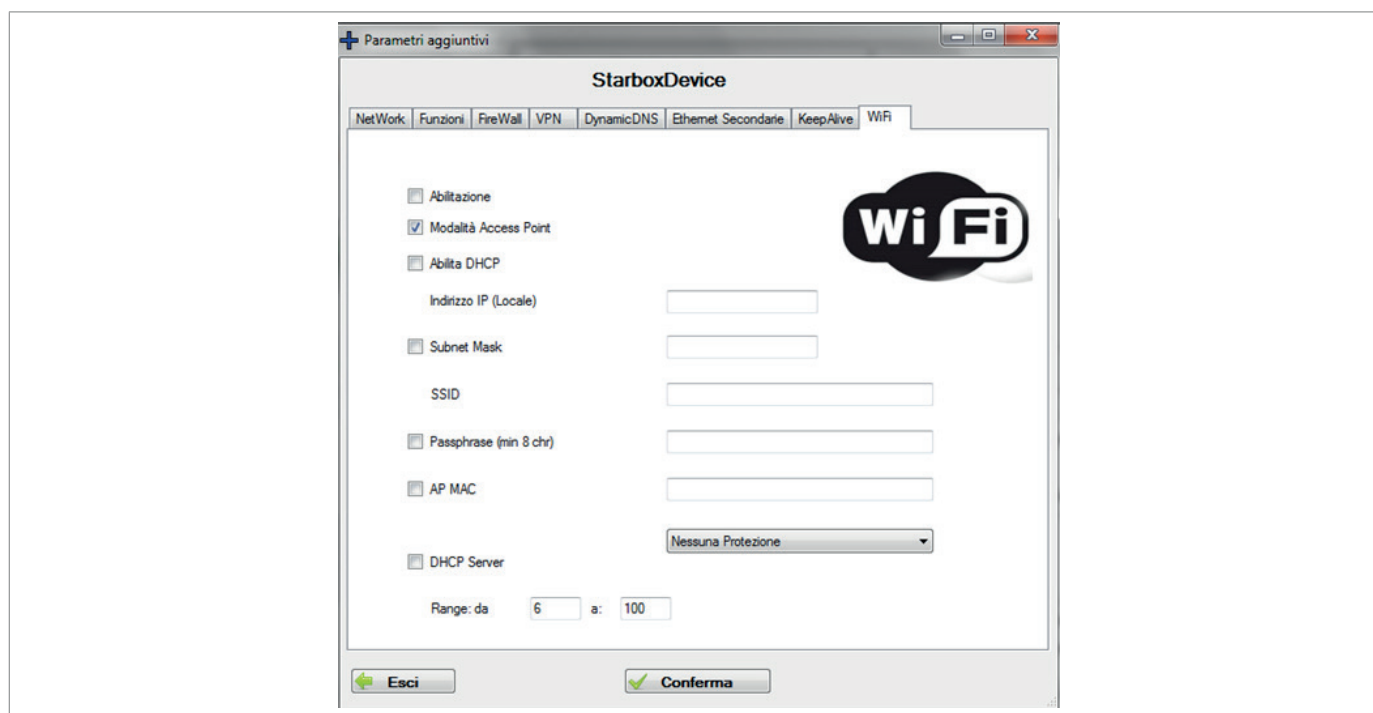 Parametri aggiuntivi
StarboxDevice
NetWork Funzioni FireWall VPN DynamicDNS Ethernet Secondarie KeepAlive WiFi
Abilitazione
WiFi
Modalità Access Point
Abilita DHCP
Indirizzo IP (Locale)
Subnet Mask
SSID
Passphrase (min 8 chr)
AP MAC
Nessuna Protezione
DHCP Server
Range: da 6 a: 100
Esci Conferma